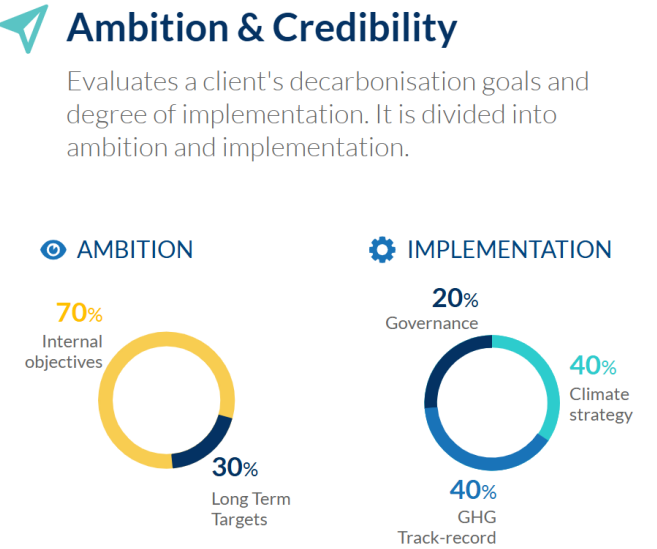 Ambition & Credibility
Evaluates a client's decarbonisation goals and
degree of implementation. It is divided into
ambition and implementation.
AMBITION
70%
Internal
objectives
30%
Long Term
Targets
IMPLEMENTATION
20%
Governance
40%
Climate
strategy
40%
GHG
Track-record